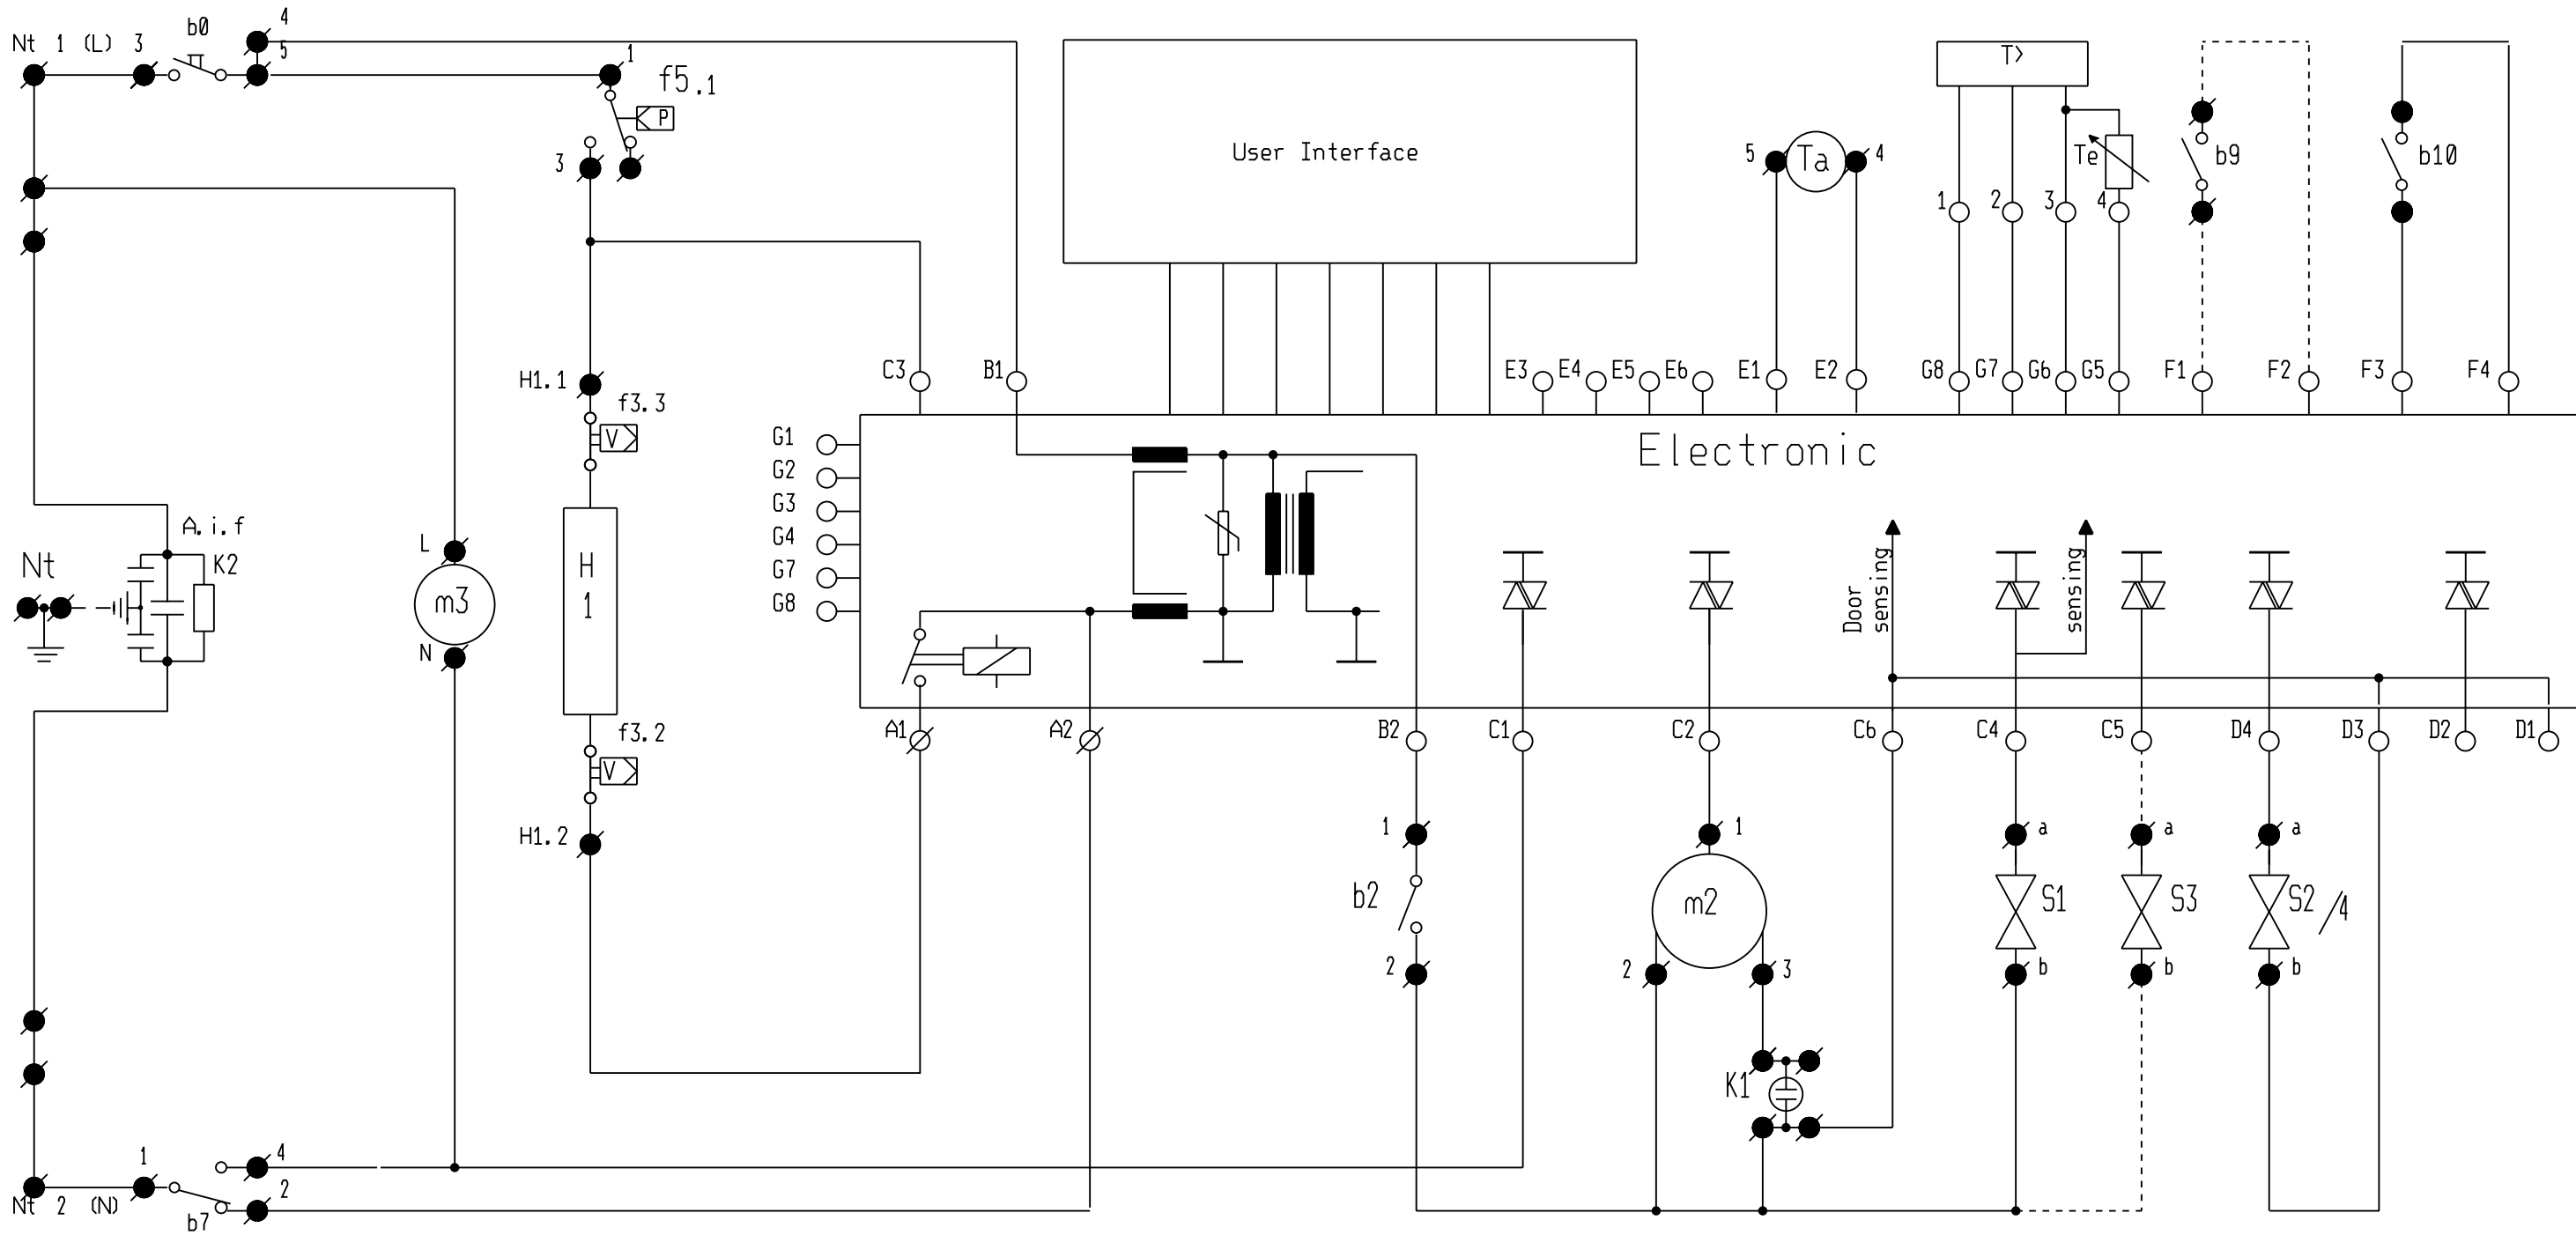 Nt 1 (L) 3
b0
4
5
1
f5.1
P
3
User Interface
5
Ta
4
T>
Te
1
2
3
4
b9
b10
H1.1
f3.3
V
C3
B1
E3
E4
E5
E6
E1
E2
G8
G7
G6
G5
F1
F2
F3
F4
G1
G2
G3
G4
G7
G8
Electronic
A.i.f
K2
Nt
L
m3
N
H
1
f3.2
V
H1.2
Door
sensing
sensing
A1
A2
B2
C1
C2
C6
C4
C5
D4
D3
D2
D1
1
b2
2
1
m2
2
3
K1
a
S1
b
a
S3
b
a
S2/4
b
1
4
2
Nt 2 (N)
b7